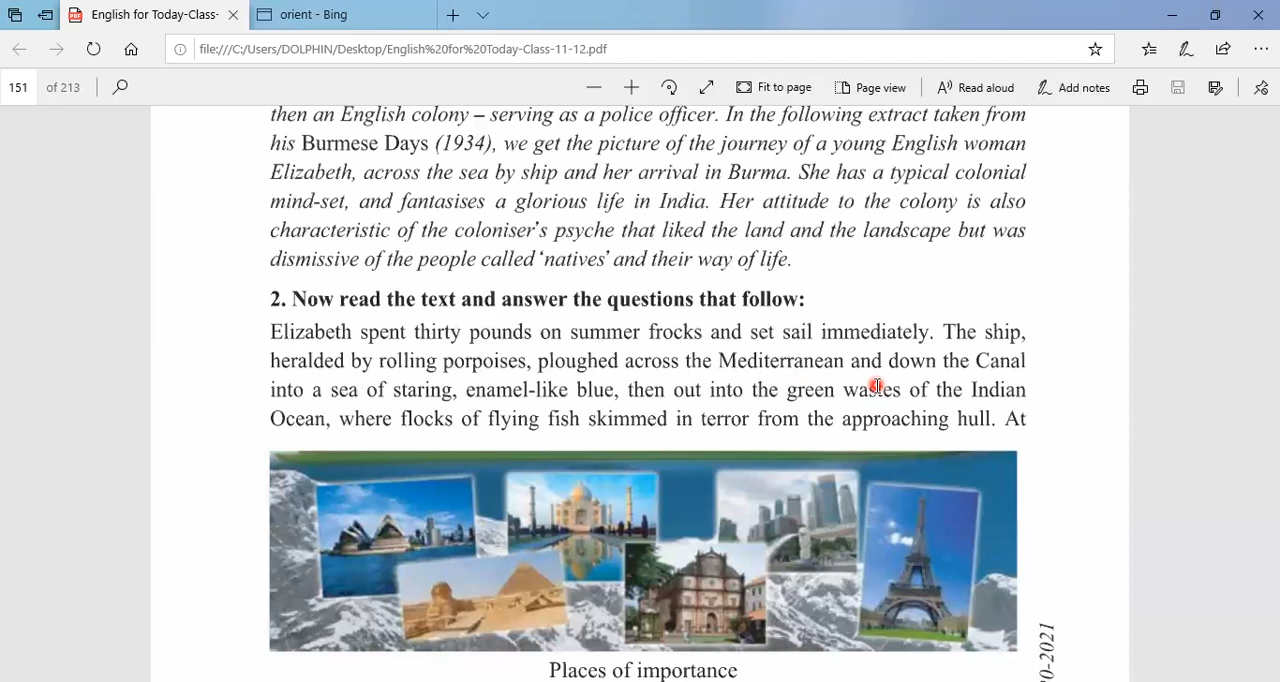 English for Today-Class
orient - Bing
file:///C:/Users/DOLPHIN/Desktop/English%20for%20Today-Class-11-12.pdf
151 of 213
Fit to page
Page view
Read aloud
Add notes
then an English colony – serving as a police officer. In the following extract taken from
his Burmese Days (1934), we get the picture of the journey of a young English woman
Elizabeth, across the sea by ship and her arrival in Burma. She has a typical colonial
mind-set, and fantasises a glorious life in India. Her attitude to the colony is also
characteristic of the coloniser's psyche that liked the land and the landscape but was
dismissive of the people called 'natives' and their way of life.
2. Now read the text and answer the questions that follow:
Elizabeth spent thirty pounds on summer frocks and set sail immediately. The ship,
heralded by rolling porpoises, ploughed across the Mediterranean and down the Canal
into a sea of staring, enamel-like blue, then out into the green wastes of the Indian
Ocean, where flocks of flying fish skimmed in terror from the approaching hull. At
Places of importance